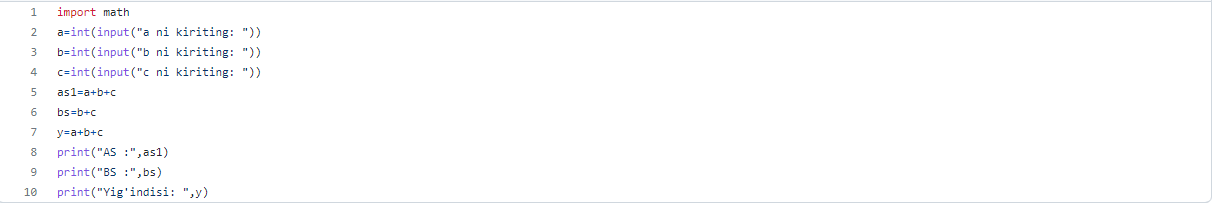 1 import math
2 a=int(input("a ni kiriting: "))
3 b=int(input("b ni kiriting: "))
4 c=int(input("c ni kiriting: "))
5 as1=a+b+c
6 bs=b+c
7 y=a+b+c
8 print("AS :",as1)
9 print("BS :",bs)
10 print("Yig'indisi: ",y)